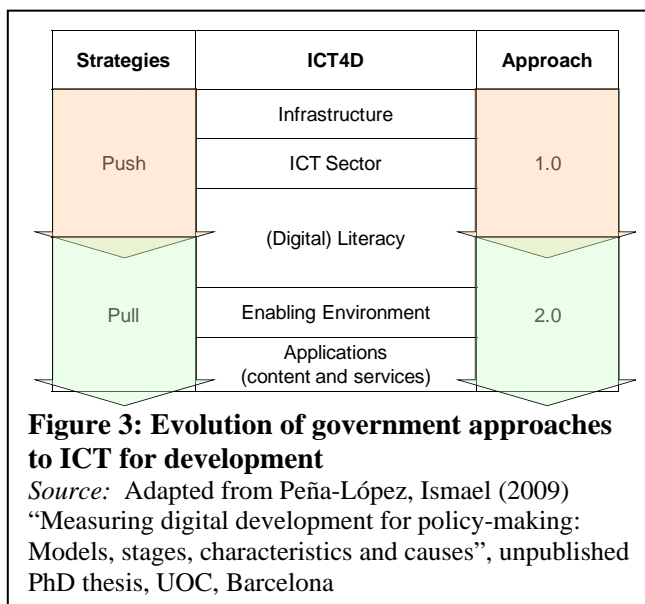 Strategies ICT4D Approach
Infrastructure
Push ICT Sector 1.0
(Digital) Literacy
Pull Enabling Environment 2.0
Applications
(content and services)
Figure 3: Evolution of government approaches
to ICT for development
Source: Adapted from Peña-López, Ismael (2009)
“Measuring digital development for policy-making:
Models, stages, characteristics and causes”, unpublished
PhD thesis, UOC, Barcelona